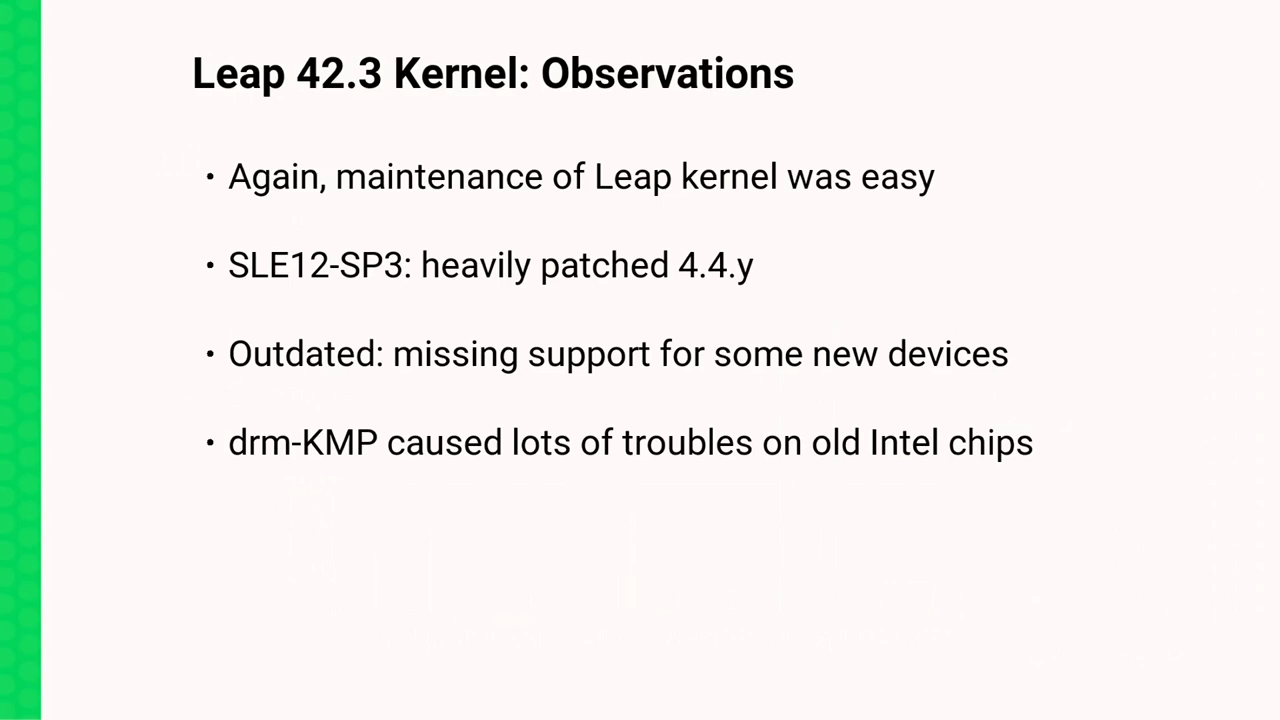 Leap 42.3 Kernel: Observations
• Again, maintenance of Leap kernel was easy
• SLE12-SP3: heavily patched 4.4.y
• Outdated: missing support for some new devices
• drm-KMP caused lots of troubles on old Intel chips